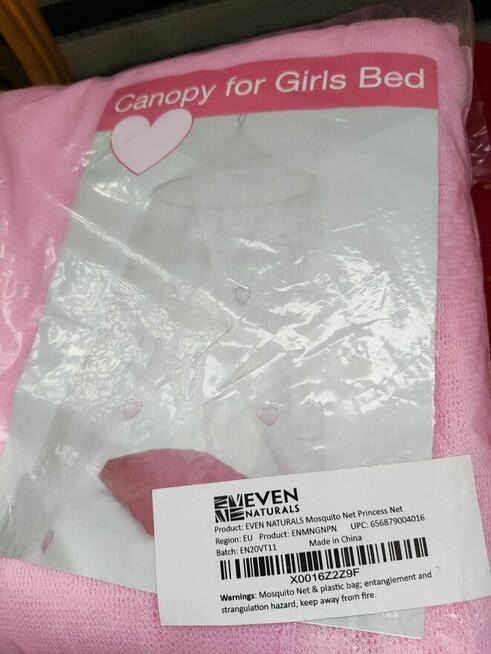 Canopy for Girls Bed
EVEN
NATURALS
Product: EVEN NATURALS Mosquito Net Princess Net
Region: EU Product: ENMNGNPN UPC: 656879004016
Batch: EN20VT11 Made in China
X0016Z2Z9F
Warnings: Mosquito Net & plastic bag; entanglement and
strangulation hazard, keep away from fire.